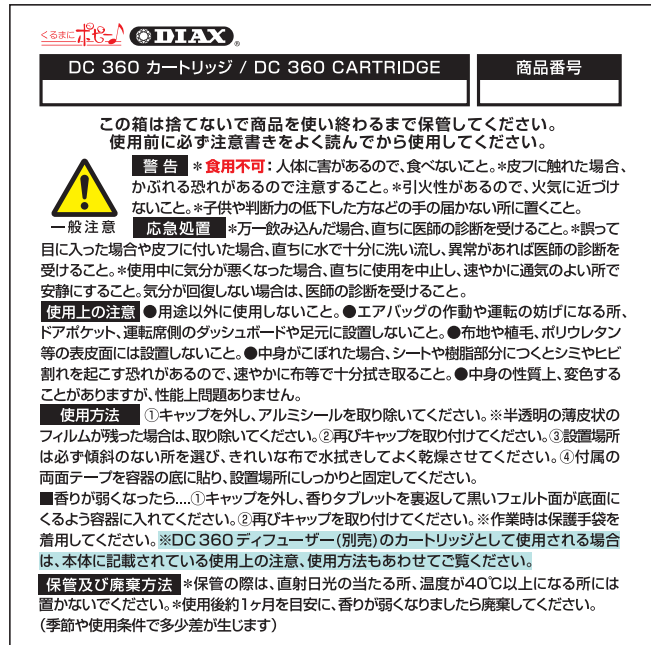 くるまにポピー♪ DIAX®
DC 360 カートリッジ / DC 360 CARTRIDGE 商品番号
この箱は捨てないで商品を使い終わるまで保管してください。
使用前に必ず注意書きをよく読んでから使用してください。
警告 *食用不可：人体に害があるので、食べないこと。*皮フに触れた場合、
かぶれる恐れがあるので注意すること。*引火性があるので、火気に近づけ
ないこと。*子供や判断力の低下した方などの手の届かない所に置くこと。
一般注意 応急処置 *万一飲み込んだ場合、直ちに医師の診断を受けること。*誤って
目に入った場合や皮フに付いた場合、直ちに水で十分に洗い流し、異常があれば医師の診断を
受けること。*使用中に気分が悪くなった場合、直ちに使用を中止し、速やかに通気のよい所で
安静にすること。気分が回復しない場合は、医師の診断を受けること。
使用上の注意 ●用途以外に使用しないこと。●エアバッグの作動や運転の妨げになる所、
ドアポケット、運転席側のダッシュボードや足元に設置しないこと。●布地や植毛、ポリウレタン
等の表皮面には設置しないこと。●中身がこぼれた場合、シートや樹脂部分につくとシミやヒビ
割れを起こす恐れがあるので、速やかに布等で十分拭き取ること。●中身の性質上、変色する
ことがありますが、性能上問題ありません。
使用方法 ①キャップを外し、アルミシールを取り除いてください。※半透明の薄皮状の
フィルムが残った場合は、取り除いてください。②再びキャップを取り付けてください。③設置場所
は必ず傾斜のない所を選び、きれいな布で水拭きしてよく乾燥させてください。④付属の
両面テープを容器の底に貼り、設置場所にしっかりと固定してください。
■香りが弱くなったら....①キャップを外し、香りタブレットを裏返して黒いフェルト面が底面に
くるよう容器に入れてください。②再びキャップを取り付けてください。※作業時は保護手袋を
着用してください。※DC360ディフューザー(別売)のカートリッジとして使用される場合
は、本体に記載されている使用上の注意、使用方法もあわせてご覧ください。
保管及び廃棄方法 *保管の際は、直射日光の当たる所、温度が40℃以上になる所には
置かないでください。*使用後約1ヶ月を目安に、香りが弱くなりましたら廃棄してください。
(季節や使用条件で多少差が生じます)